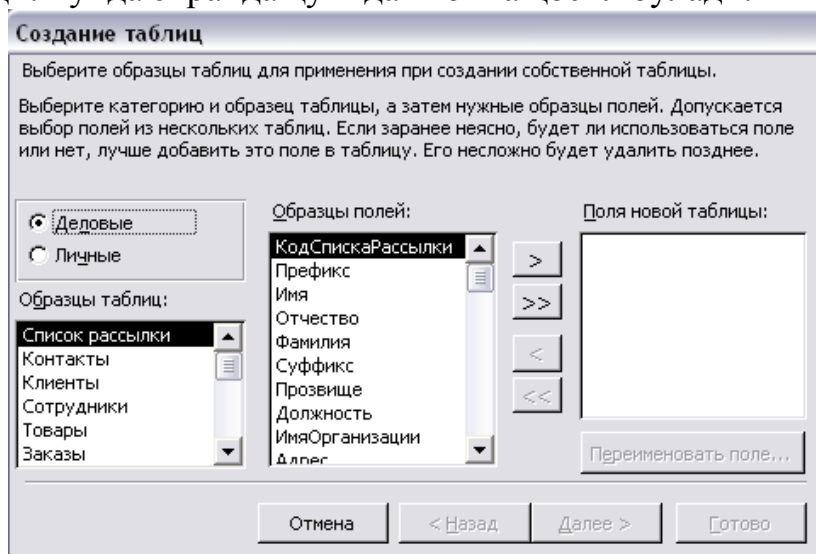 Создание таблиц
Выберите образцы таблиц для применения при создании собственной таблицы.
Выберите категорию и образец таблицы, а затем нужные образцы полей. Допускается
выбор полей из нескольких таблиц. Если заранее неясно, будет ли использоваться поле
или нет, лучше добавить это поле в таблицу. Его несложно будет удалить позднее.
Деловые
Личные
Образцы таблиц:
Список рассылки
Контакты
Клиенты
Сотрудники
Товары
Заказы
Образцы полей:
КодСпискаРассылки
Префикс
Имя
Отчество
Фамилия
Суффикс
Прозвище
Должность
ИмяОрганизации
Адрес
>
>>
<
<<
Поля новой таблицы:
Переименовать поле...
Отмена
< Назад
Далее >
Готово